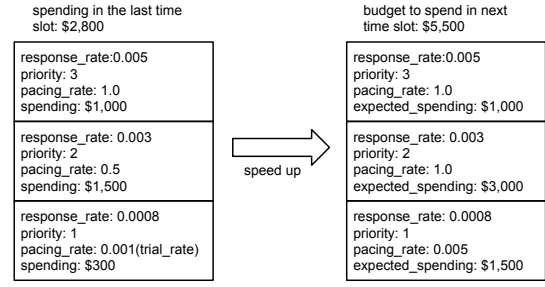 spending in the last time
slot: $2,800
response_rate:0.005
priority: 3
pacing_rate: 1.0
spending: $1,000
response_rate: 0.003
priority: 2
pacing_rate: 0.5
spending: $1,500
response_rate: 0.0008
priority: 1
pacing_rate: 0.001(trial_rate)
spending: $300
speed up
budget to spend in next
time slot: $5,500
response_rate:0.005
priority: 3
pacing_rate: 1.0
expected_spending: $1,000
response_rate: 0.003
priority: 2
pacing_rate: 1.0
expected_spending: $3,000
response_rate: 0.0008
priority: 1
pacing_rate: 0.005
expected_spending: $1,500